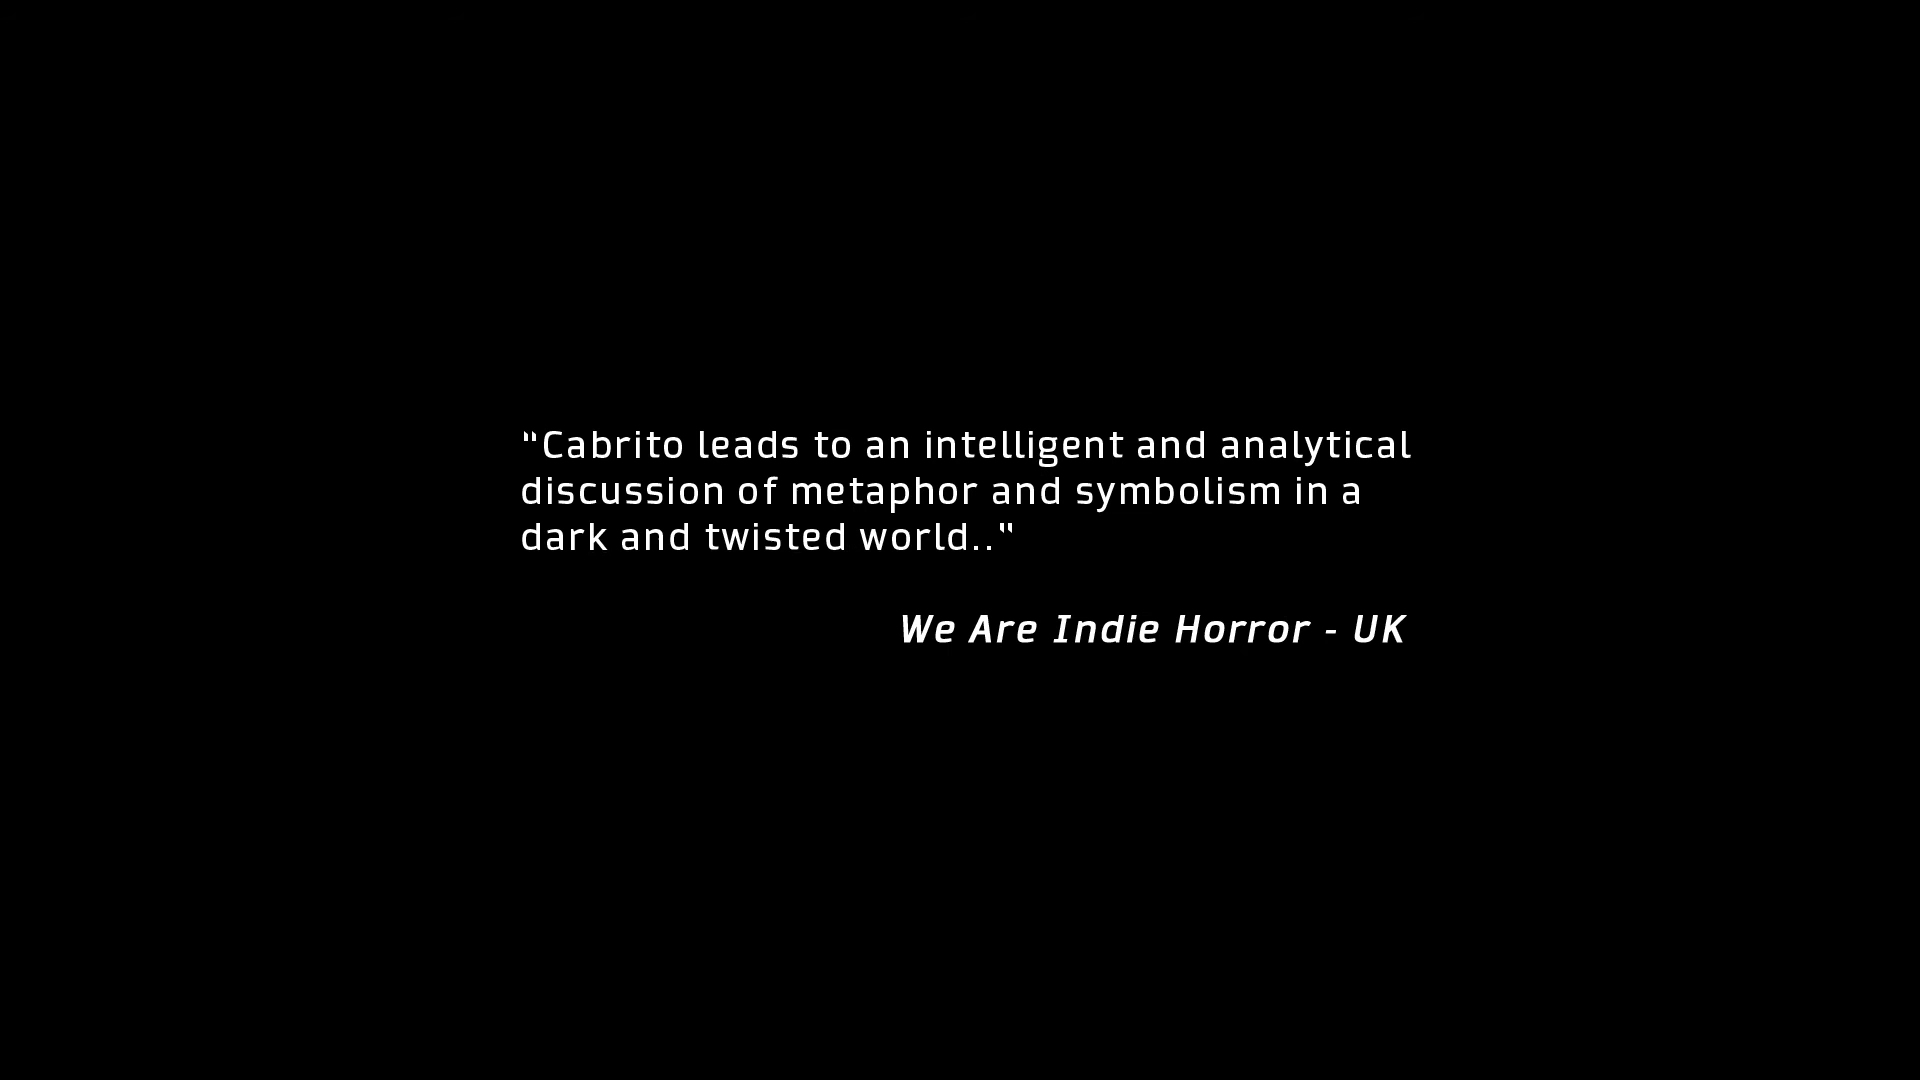 "Cabrito leads to an intelligent and analytical
discussion of metaphor and symbolism in a
dark and twisted world.."
We Are Indie Horror - UK